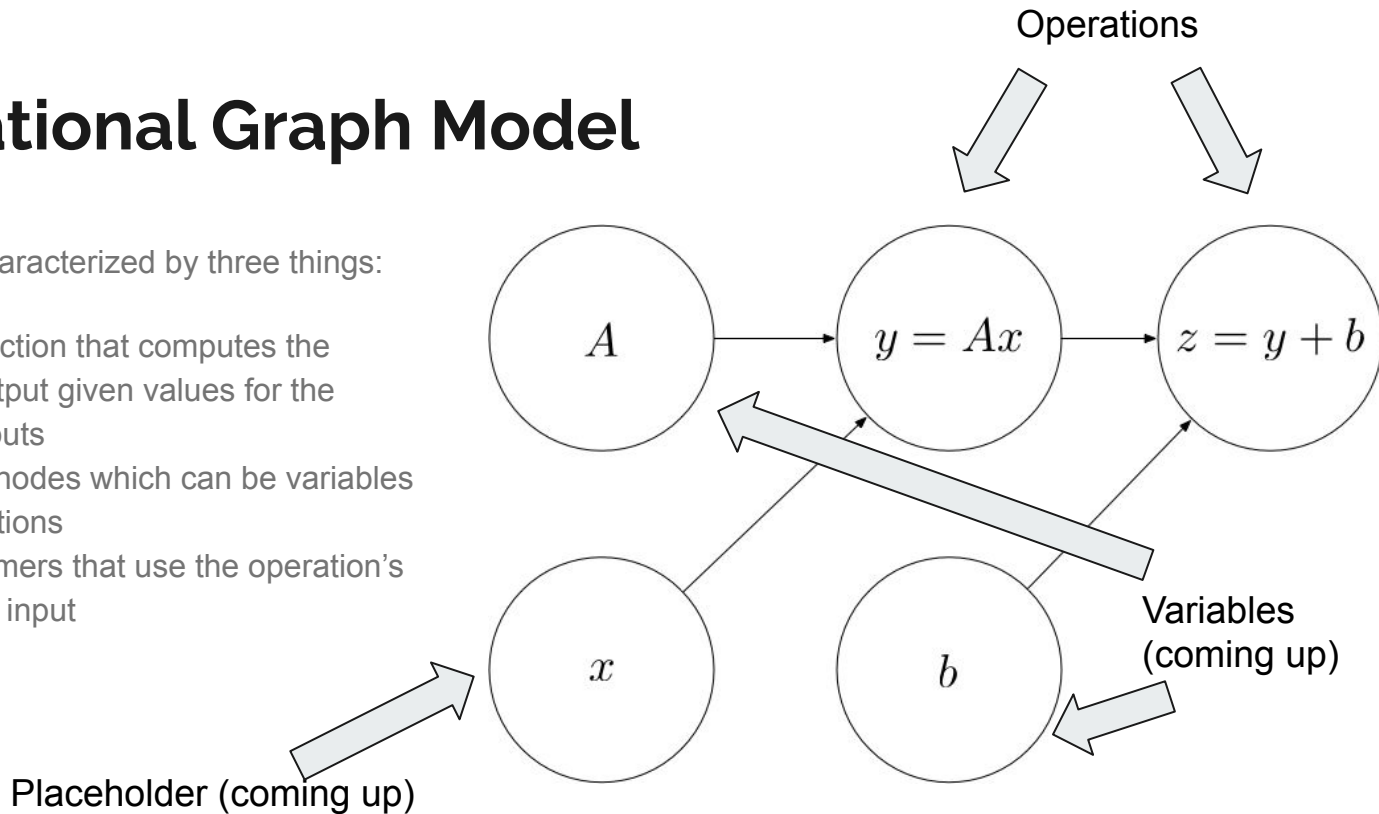 Operations
ational Graph Model
aracterized by three things:
ction that computes the
tput given values for the
outs
nodes which can be variables
tions
mers that use the operation's
input
A
y = Ax
z = y + b
x
b
Variables
(coming up)
Placeholder (coming up)